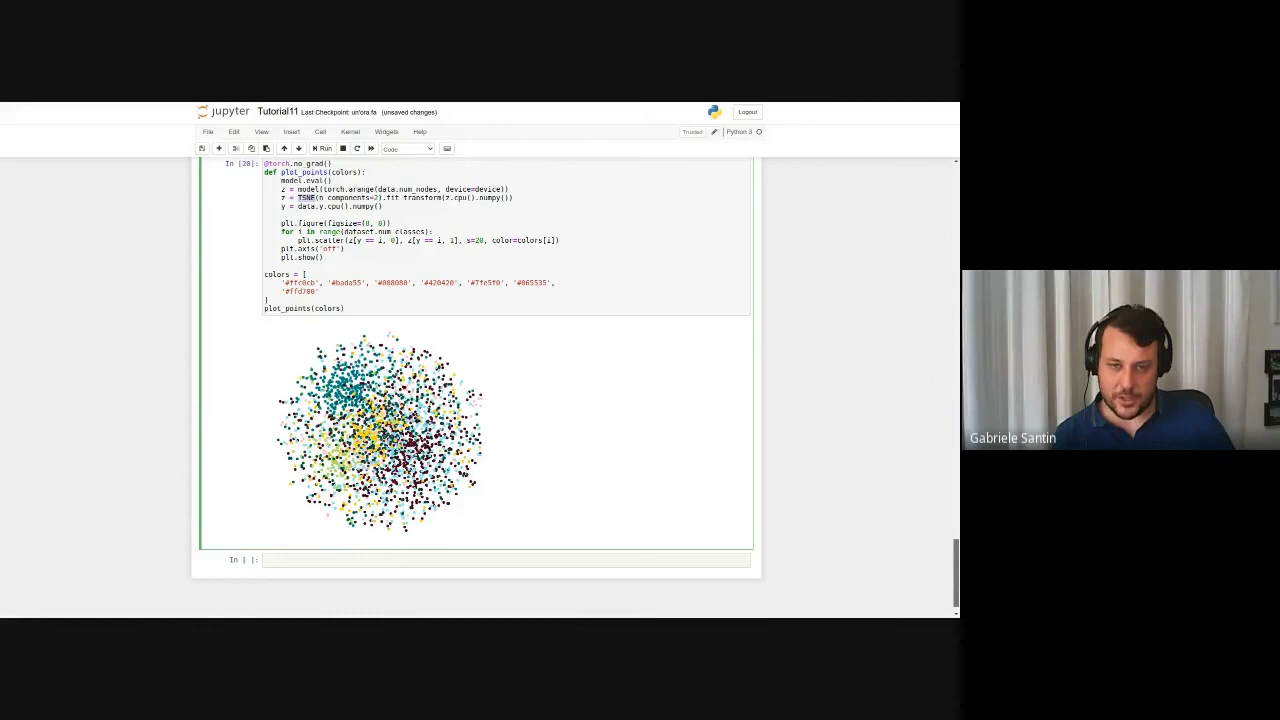 jupyter Tutorial11 Last Checkpoint: un'ora fa (unsaved changes)
Logout
File Edit View Insert Cell Kernel Widgets Help
Trusted Python 3
Run Code
In [20]:
@torch.no_grad()
def plot_points(colors):
model.eval()
z = model(torch.arange(data.num_nodes, device=device))
z = TSNE(n_components=2).fit_transform(z.cpu().numpy())
y = data.y.cpu().numpy()
plt.figure(figsize=(8, 8))
for i in range(dataset.num_classes):
plt.scatter(z[y == i, 0], z[y == i, 1], s=20, color=colors[i])
plt.axis('off')
plt.show()
colors = [
'#ffc0cb', '#bada55', '#008080', '#420420', '#7fe5f0', '#065535',
'#ffd700'
]
plot_points(colors)
In [ ]:
Gabriele Santin